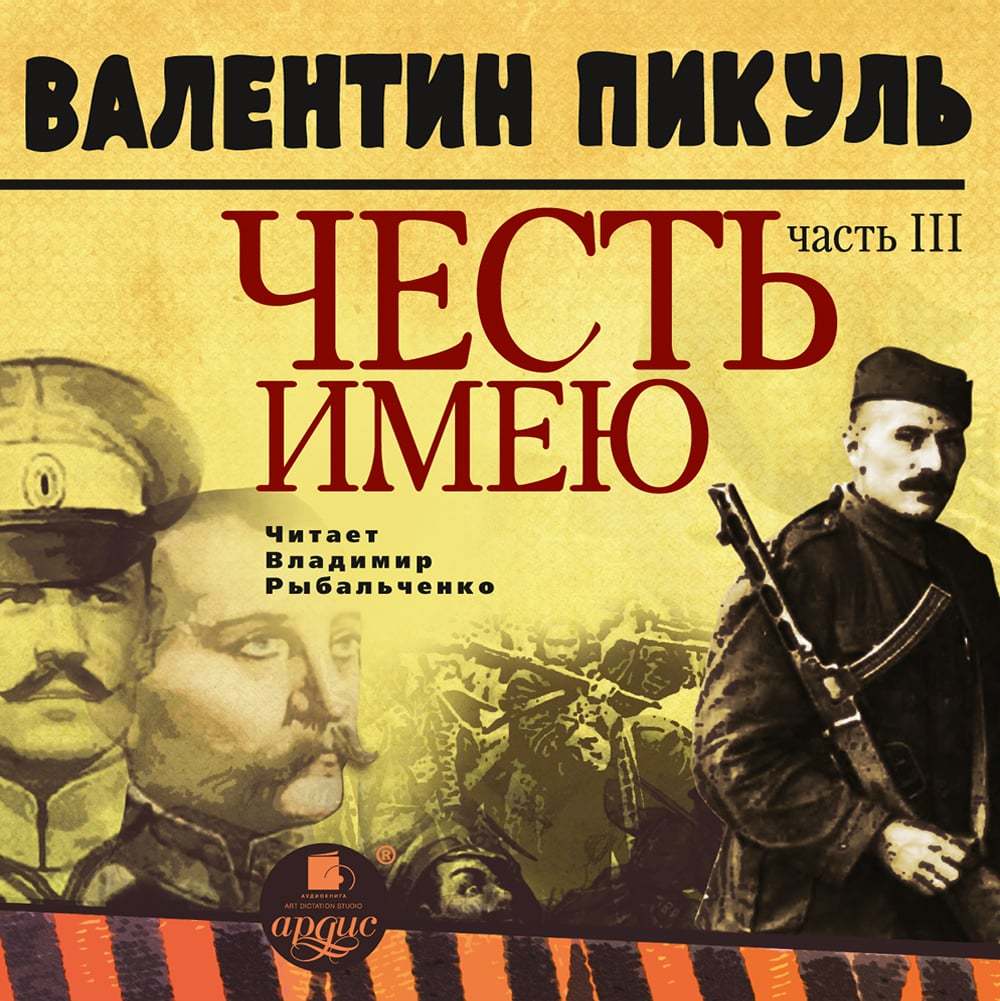 ВАЛЕНТИН ПИКУЛЬ
ЧЕСТЬ
часть III
ИМЕЮ
Читает
Владимир
Рыбальченко
®
АУДИОКНИГА
ART DICTATION STUDIO
ардис